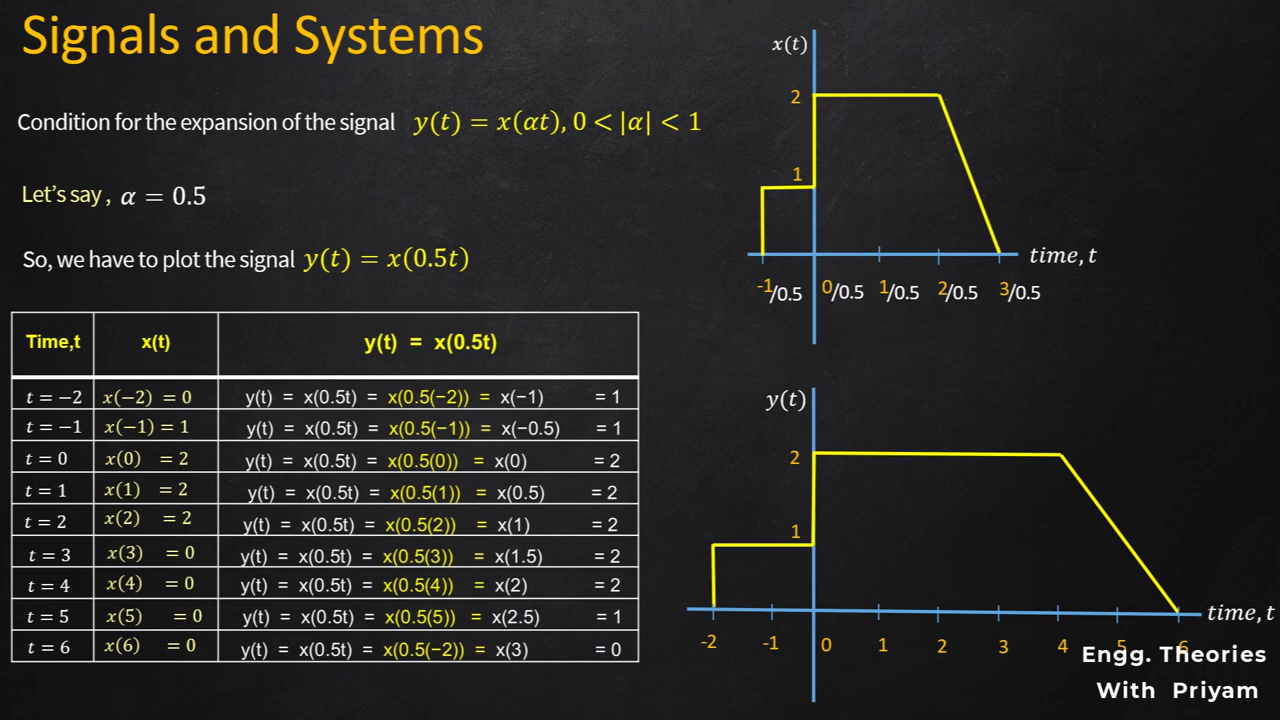 Signals and Systems
Condition for the expansion of the signal y(t) = x(αt), 0 < |α| < 1
Let's say , α = 0.5
So, we have to plot the signal y(t) = x(0.5t)
Time,t x(t) y(t) = x(0.5t)
t = −2 x(−2) = 0 y(t) = x(0.5t) = x(0.5(−2)) = x(−1) = 1
t = −1 x(−1) = 1 y(t) = x(0.5t) = x(0.5(−1)) = x(−0.5) = 1
t = 0 x(0) = 2 y(t) = x(0.5t) = x(0.5(0)) = x(0) = 2
t = 1 x(1) = 2 y(t) = x(0.5t) = x(0.5(1)) = x(0.5) = 2
t = 2 x(2) = 2 y(t) = x(0.5t) = x(0.5(2)) = x(1) = 2
t = 3 x(3) = 0 y(t) = x(0.5t) = x(0.5(3)) = x(1.5) = 2
t = 4 x(4) = 0 y(t) = x(0.5t) = x(0.5(4)) = x(2) = 2
t = 5 x(5) = 0 y(t) = x(0.5t) = x(0.5(5)) = x(2.5) = 1
t = 6 x(6) = 0 y(t) = x(0.5t) = x(0.5(−2)) = x(3) = 0
x(t)
2
1
time, t
-1/0.5 0/0.5 1/0.5 2/0.5 3/0.5
y(t)
2
1
time, t
-2 -1 0 1 2 3 4 5 6
Engg. Theories
With Priyam